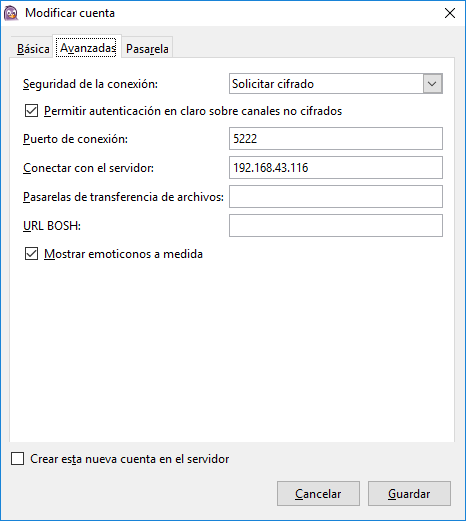 Modificar cuenta
Básica Avanzadas Pasarela
Seguridad de la conexión: Solicitar cifrado
Permitir autenticación en claro sobre canales no cifrados
Puerto de conexión: 5222
Conectar con el servidor: 192.168.43.116
Pasarelas de transferencia de archivos:
URL BOSH:
Mostrar emoticonos a medida
Crear esta nueva cuenta en el servidor
Cancelar Guardar